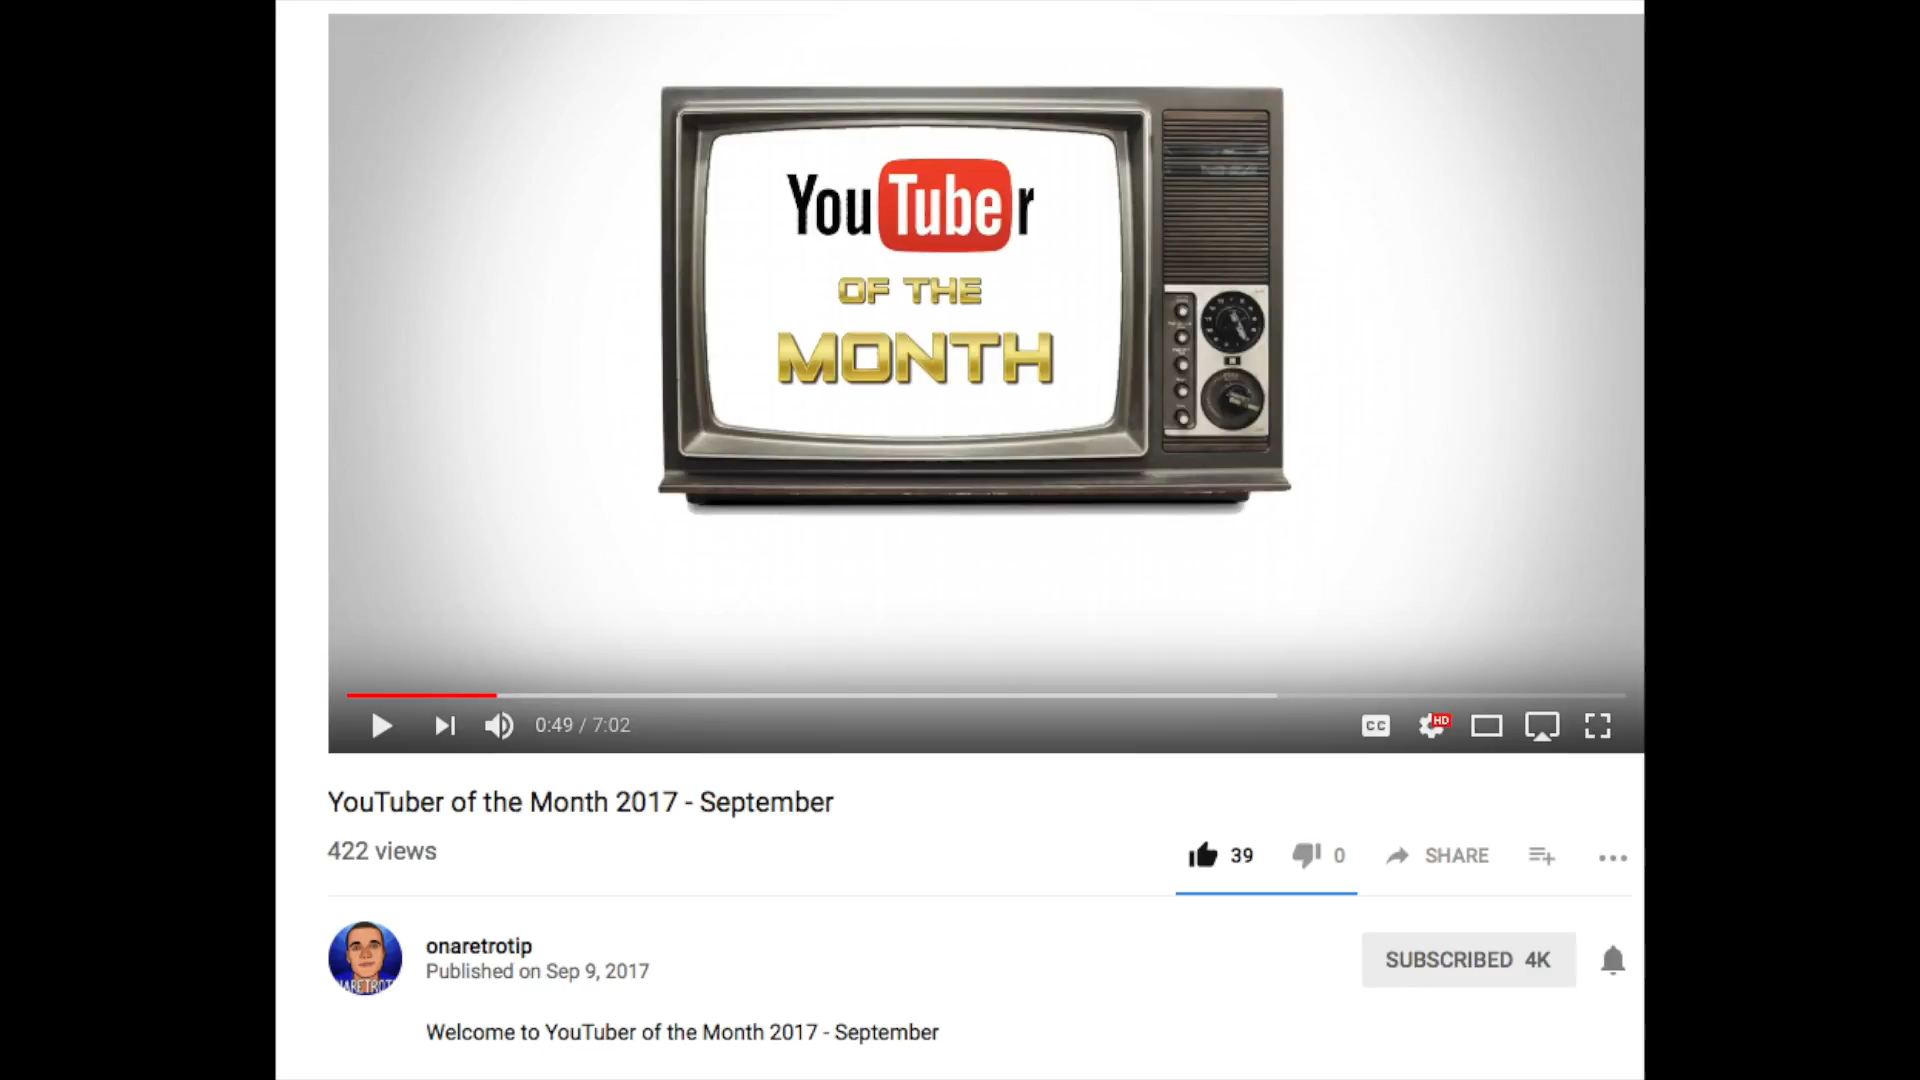 YouTuber
OF THE
MONTH
0:49 / 7:02
CC
HD
YouTuber of the Month 2017 - September
422 views
39
0
SHARE
onaretrotip
Published on Sep 9, 2017
SUBSCRIBED 4K
Welcome to YouTuber of the Month 2017 - September